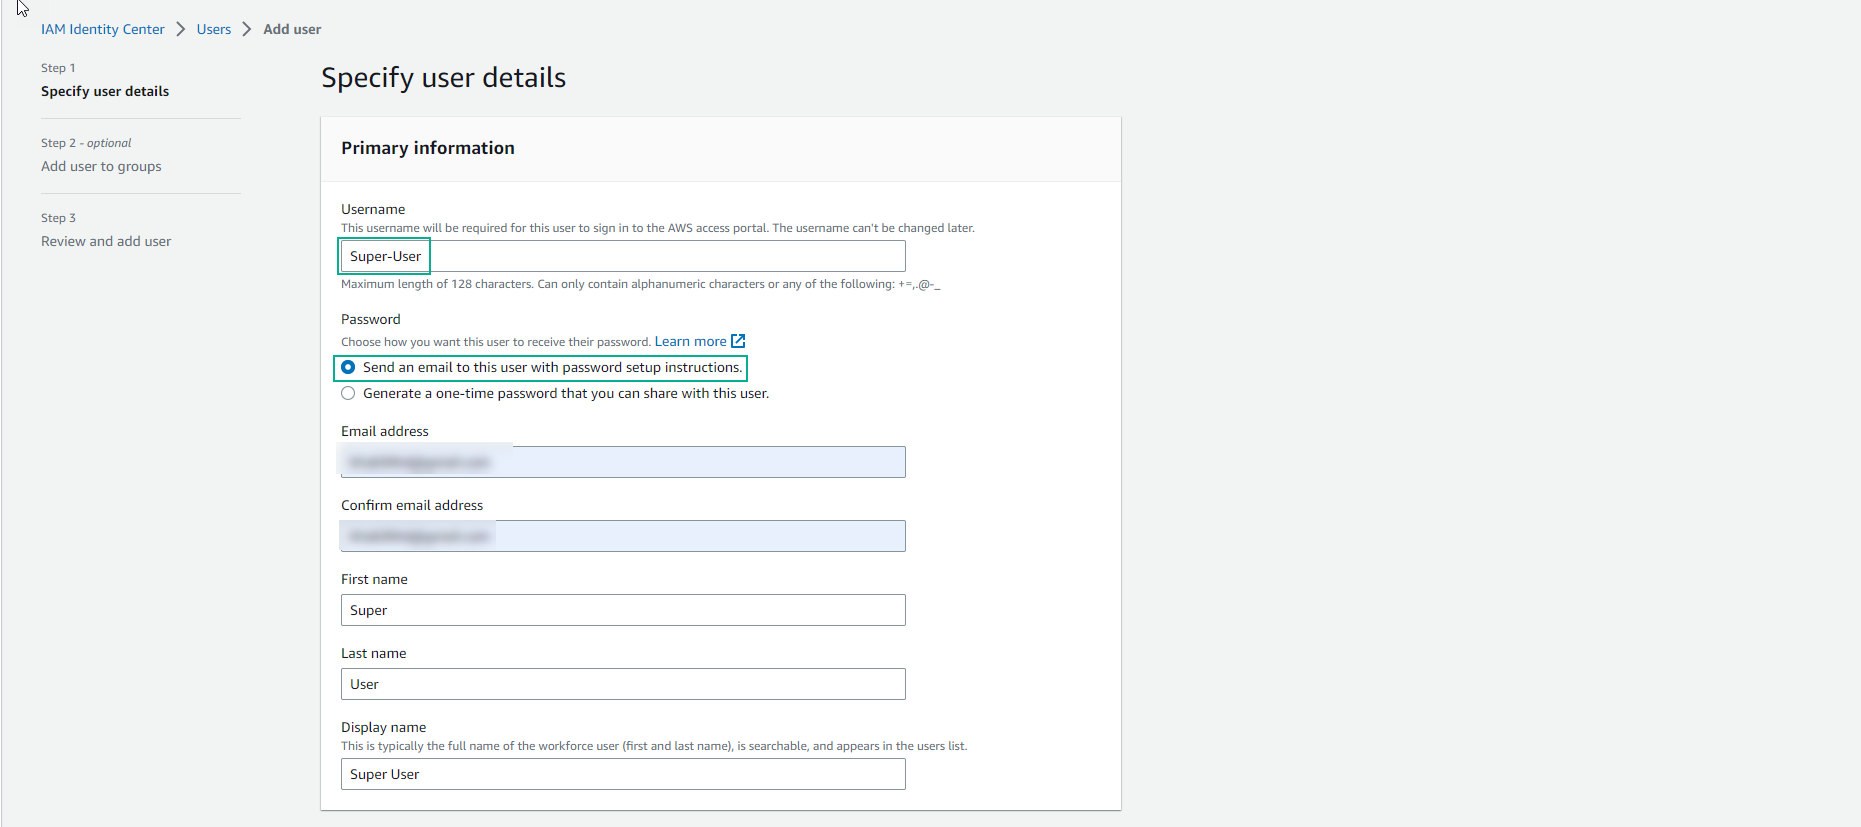 IAM Identity Center > Users > Add user
Step 1
Specify user details
Step 2 - optional
Add user to groups
Step 3
Review and add user
Specify user details
Primary information
Username
This username will be required for this user to sign in to the AWS access portal. The username can't be changed later.
Super-User
Maximum length of 128 characters. Can only contain alphanumeric characters or any of the following: +=,.@-_
Password
Choose how you want this user to receive their password. Learn more
Send an email to this user with password setup instructions.
Generate a one-time password that you can share with this user.
Email address
Confirm email address
First name
Super
Last name
User
Display name
This is typically the full name of the workforce user (first and last name), is searchable, and appears in the users list.
Super User